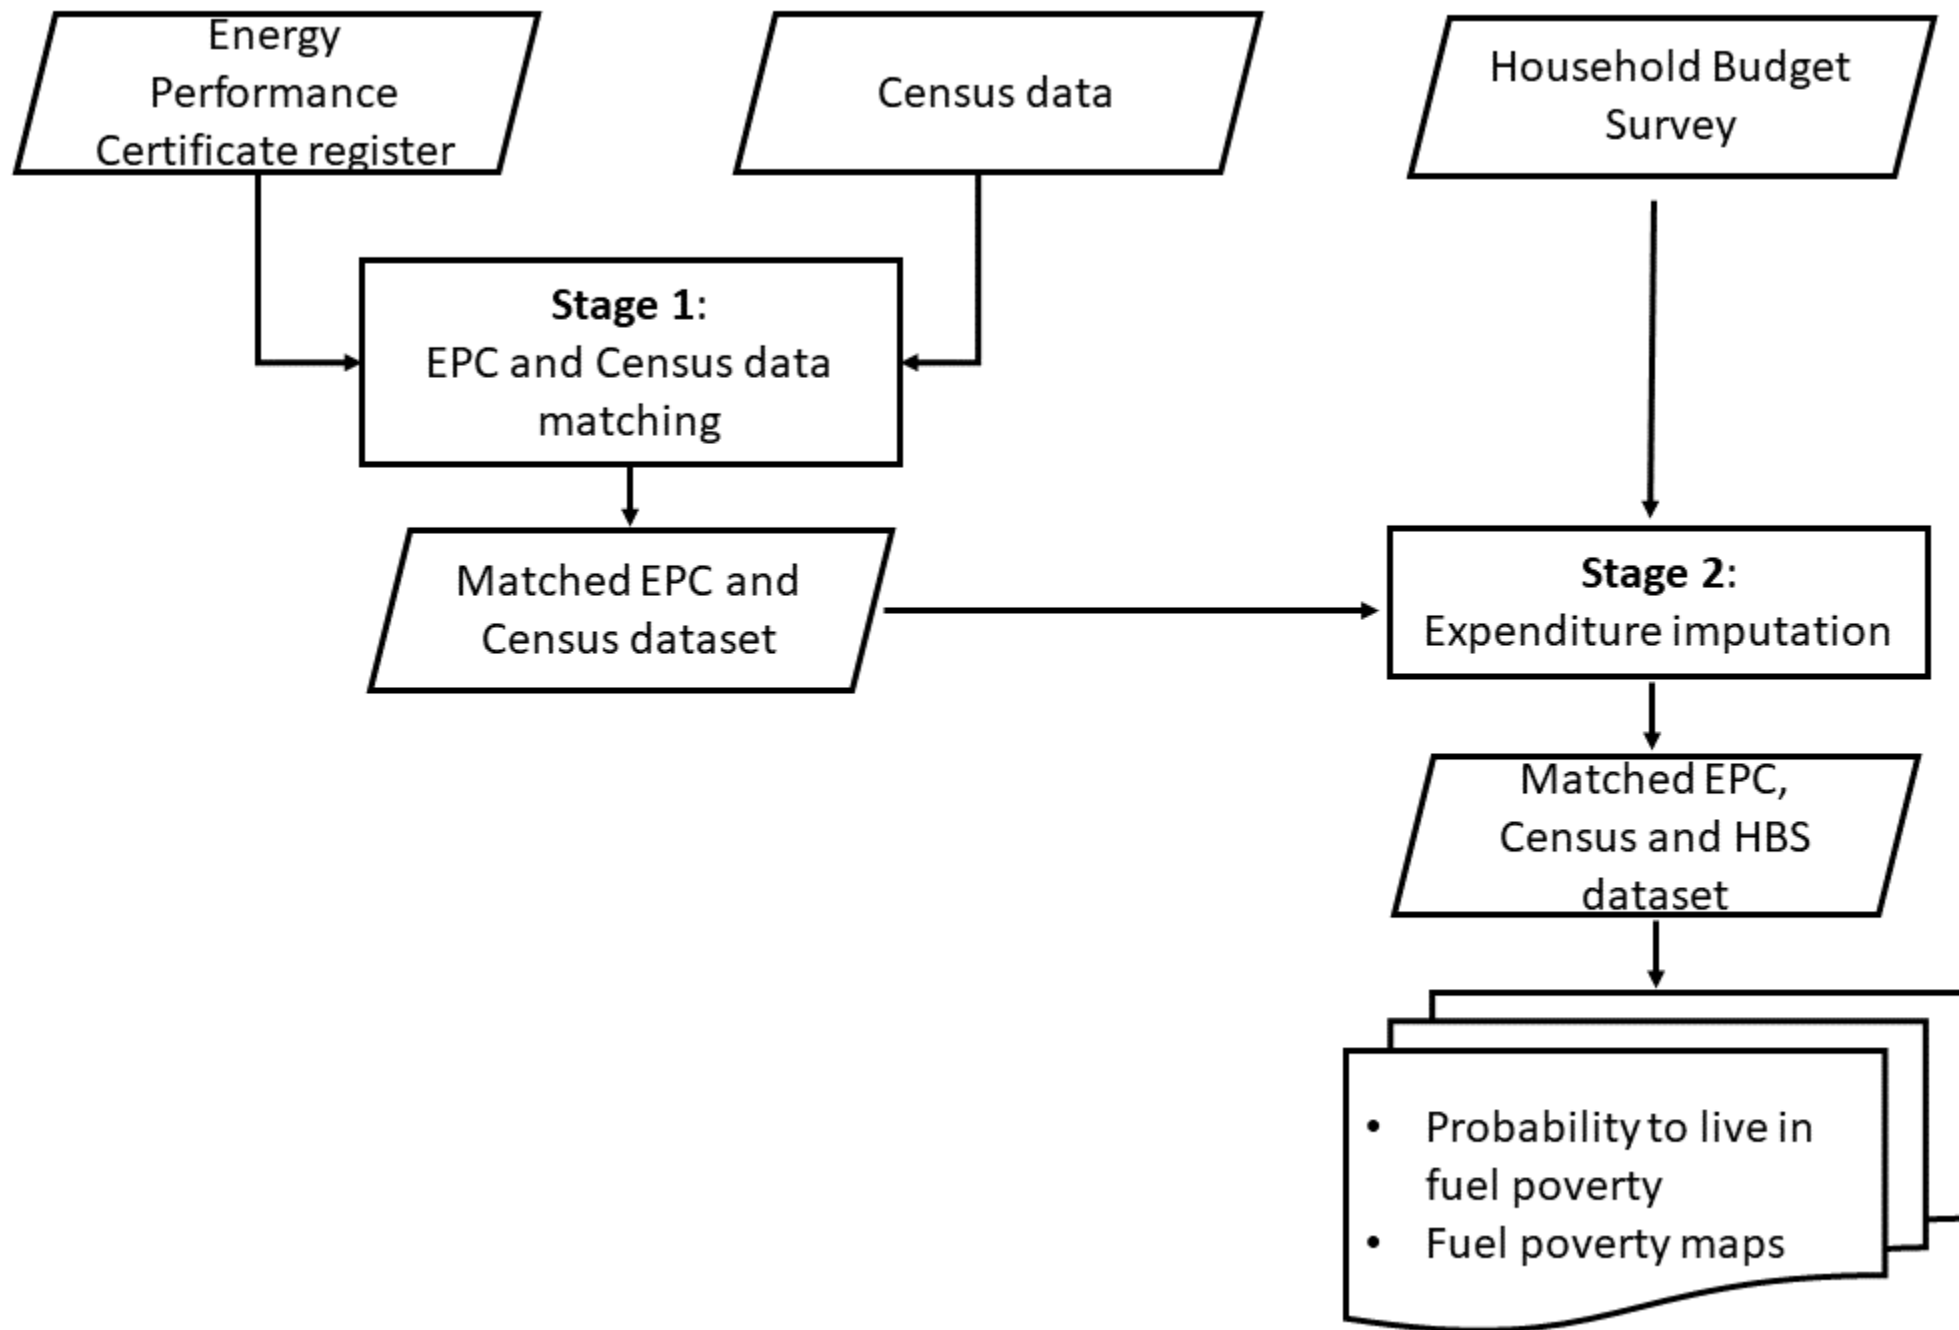 Energy
Performance
Certificate register
Census data
Household Budget
Survey
Stage 1:
EPC and Census data
matching
Matched EPC and
Census dataset
Stage 2:
Expenditure imputation
Matched EPC,
Census and HBS
dataset
• Probability to live in
fuel poverty
• Fuel poverty maps